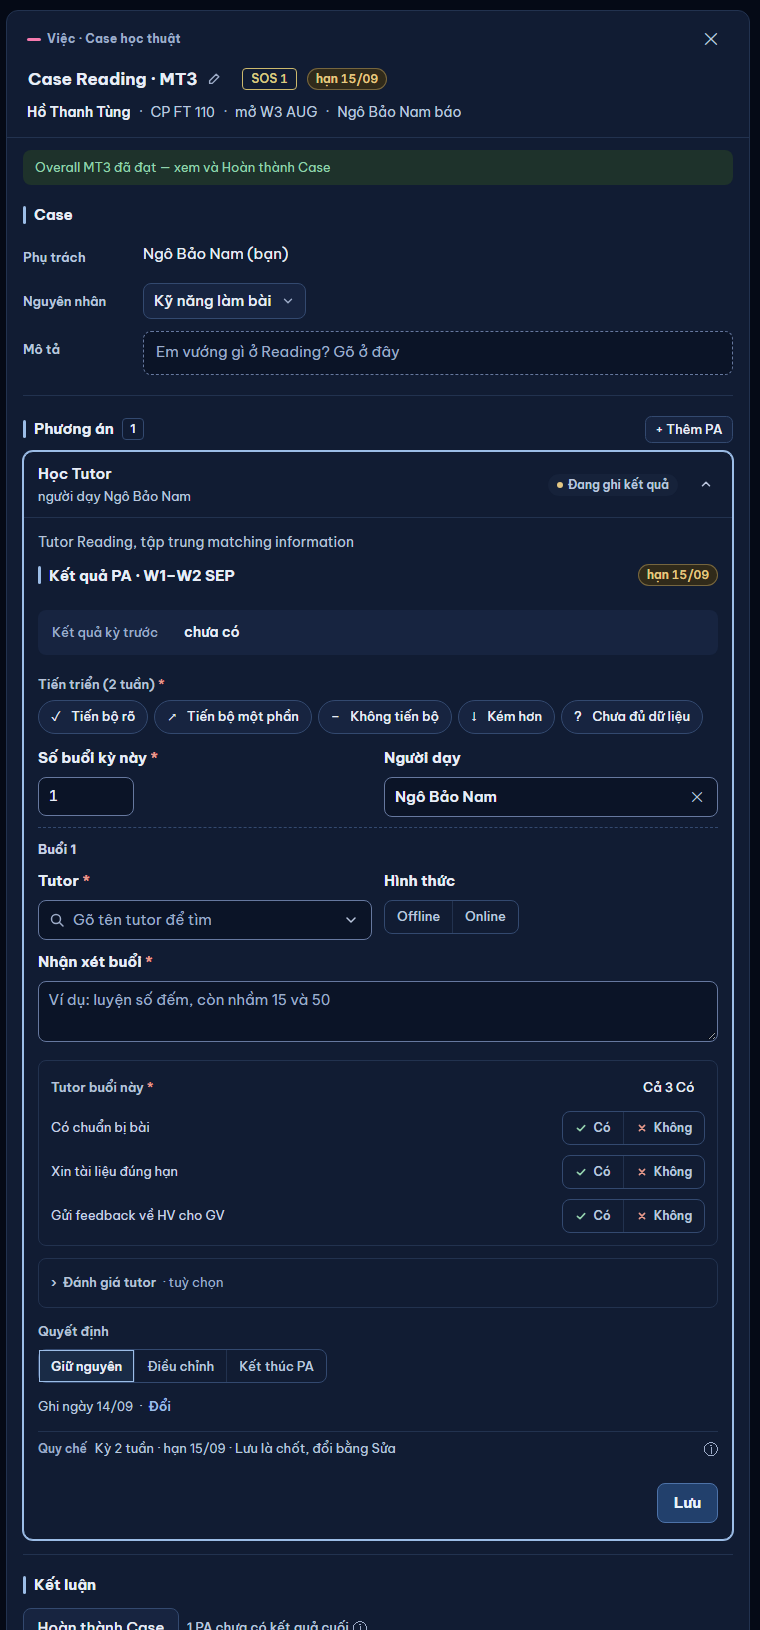 Việc · Case học thuật
Case Reading · MT3 SOS 1 hạn 15/09
Hồ Thanh Tùng · CP FT 110 · mở W3 AUG · Ngô Bảo Nam báo
Overall MT3 đã đạt — xem và Hoàn thành Case
Case
Phụ trách Ngô Bảo Nam (bạn)
Nguyên nhân Kỹ năng làm bài
Mô tả Em vướng gì ở Reading? Gõ ở đây
Phương án 1 + Thêm PA
Học Tutor
người dạy Ngô Bảo Nam Đang ghi kết quả
Tutor Reading, tập trung matching information
Kết quả PA · W1–W2 SEP hạn 15/09
Kết quả kỳ trước chưa có
Tiến triển (2 tuần) *
✓ Tiến bộ rõ ↗ Tiến bộ một phần – Không tiến bộ ↓ Kém hơn ? Chưa đủ dữ liệu
Số buổi kỳ này * Người dạy
1 Ngô Bảo Nam
Buổi 1
Tutor * Hình thức
Gõ tên tutor để tìm Offline Online
Nhận xét buổi *
Ví dụ: luyện số đếm, còn nhầm 15 và 50
Tutor buổi này * Cả 3 Có
Có chuẩn bị bài Có Không
Xin tài liệu đúng hạn Có Không
Gửi feedback về HV cho GV Có Không
› Đánh giá tutor · tuỳ chọn
Quyết định
Giữ nguyên Điều chỉnh Kết thúc PA
Ghi ngày 14/09 · Đổi
Quy chế Kỳ 2 tuần · hạn 15/09 · Lưu là chốt, đổi bằng Sửa
Lưu
Kết luận
Hoàn thành Case 1 PA chưa có kết quả cuối